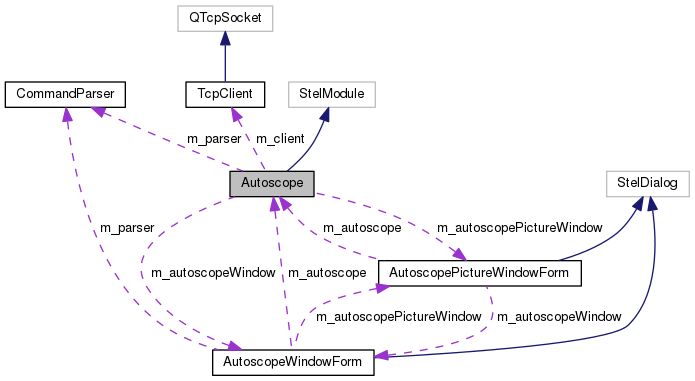 QTcpSocket
CommandParser
TcpClient
StelModule
m_parser
m_client
Autoscope
StelDialog
m_parser
m_autoscope
m_autoscopePictureWindow
m_autoscopeWindow
m_autoscope
AutoscopePictureWindowForm
m_autoscopePictureWindow
m_autoscopeWindow
AutoscopeWindowForm